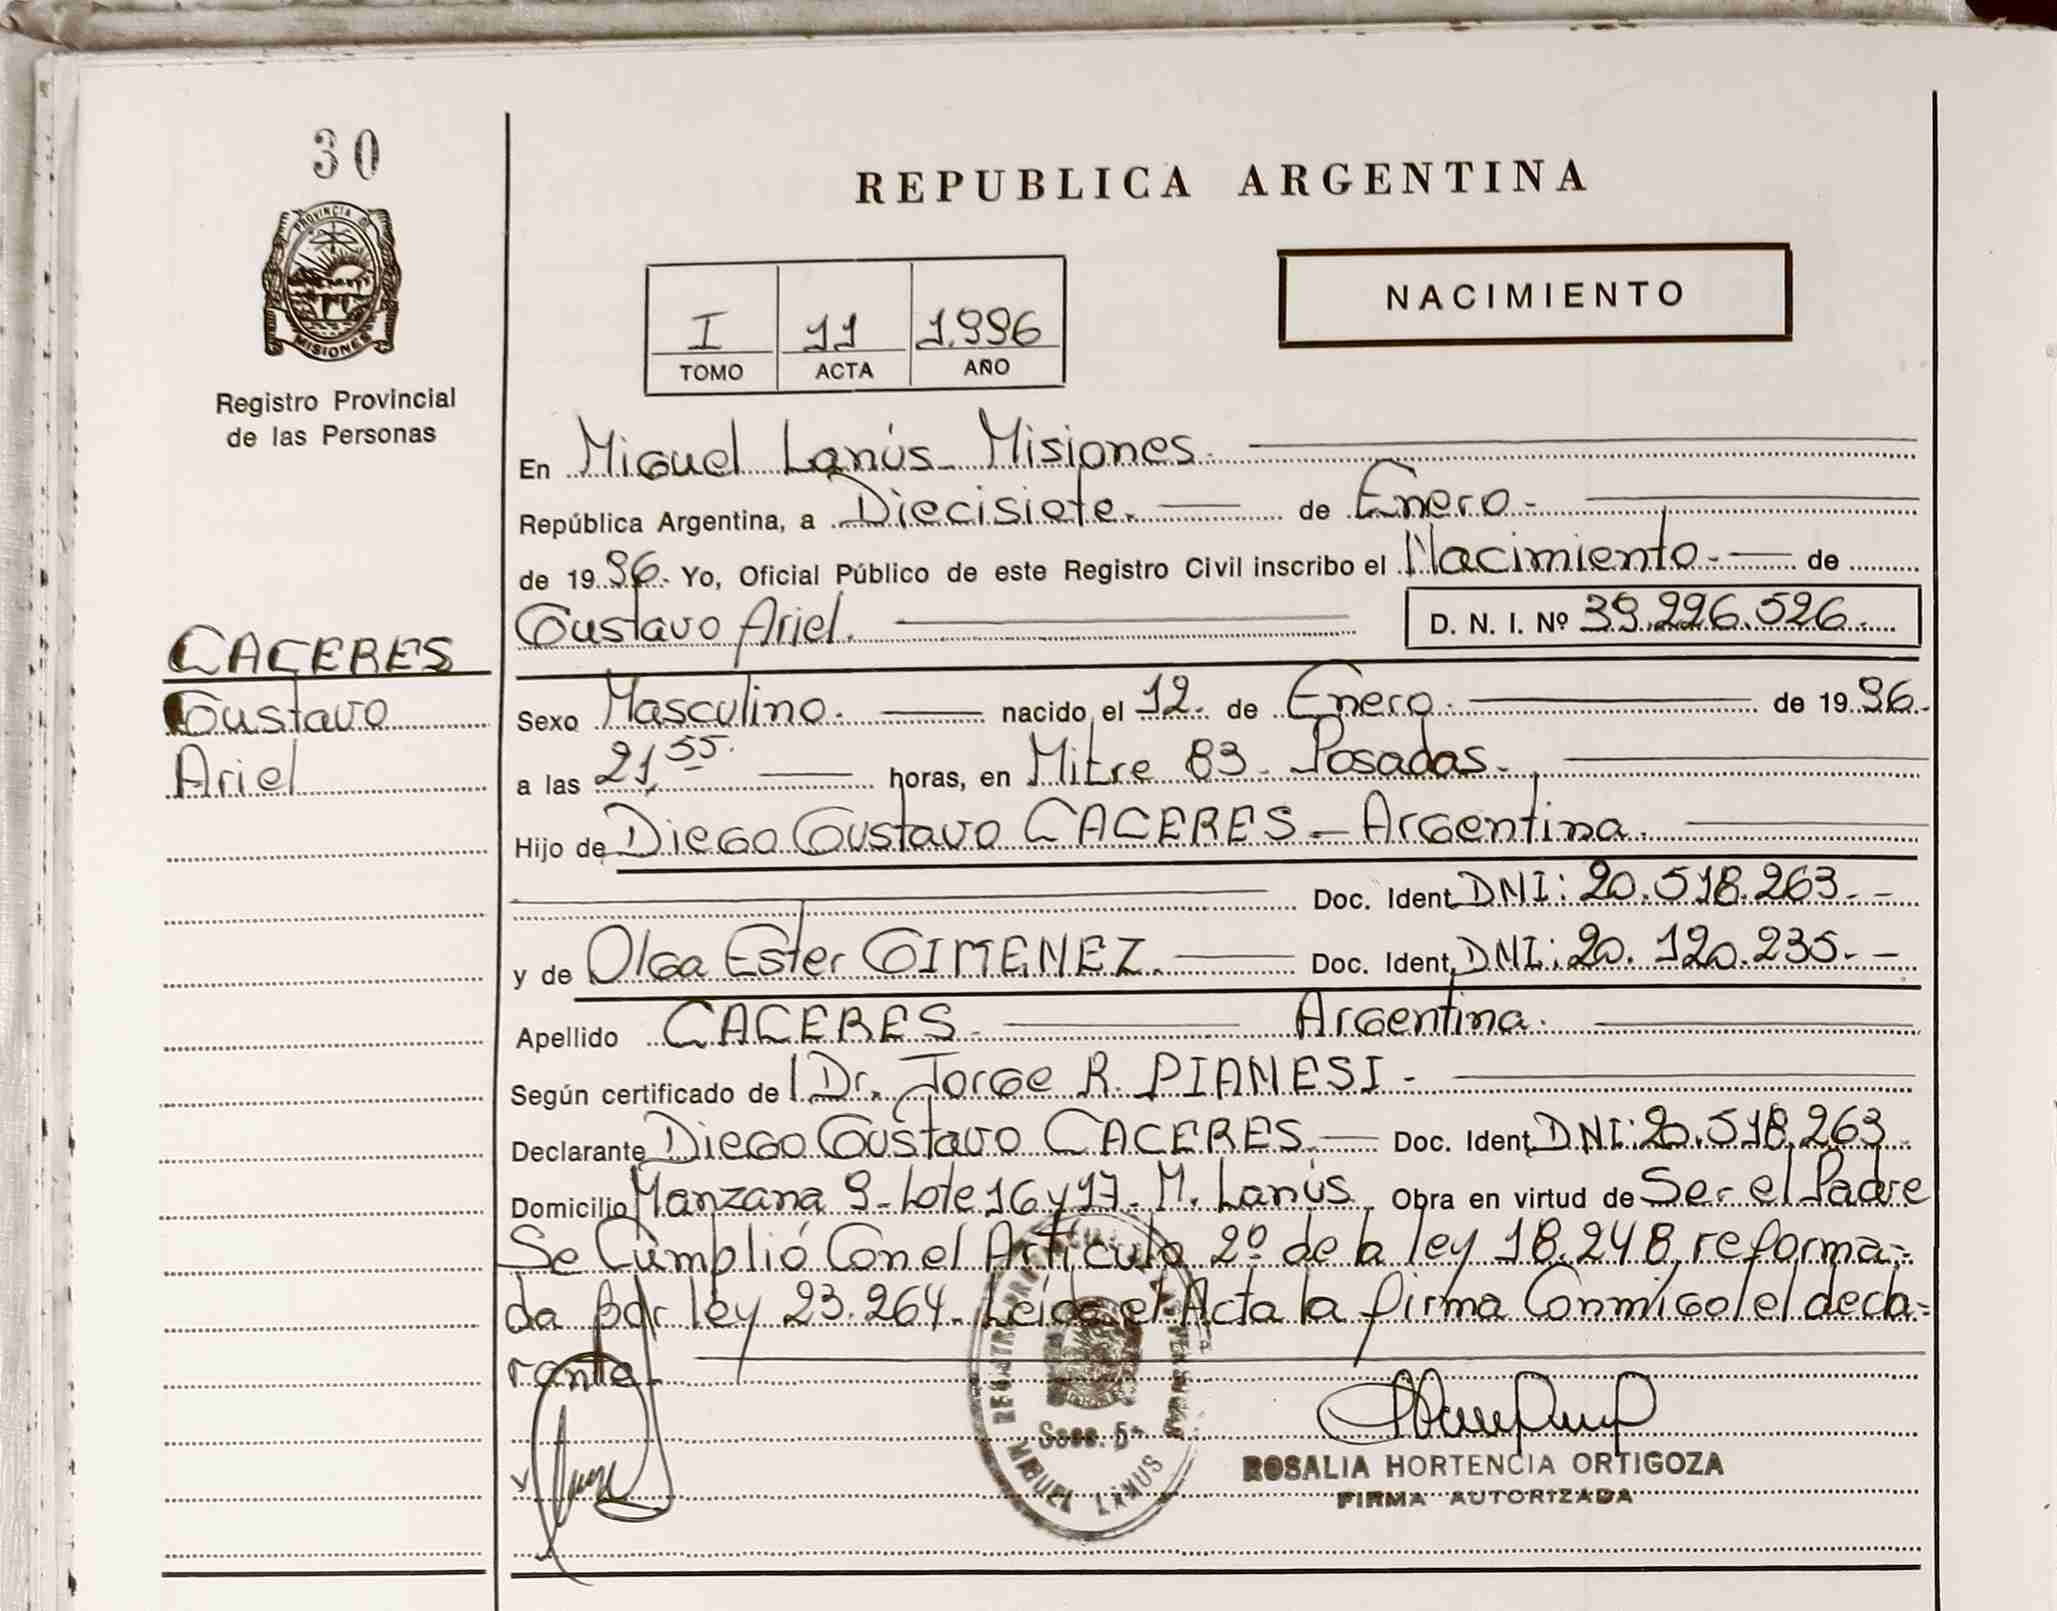 30
REPUBLICA ARGENTINA
PROVINCIA DE
MISIONES
Registro Provincial
de las Personas
NACIMIENTO
I 11 1.996
TOMO ACTA AÑO
En Miguel Lanús - Misiones.
República Argentina, a Diecisiete. de Enero.
de 1996. Yo, Oficial Público de este Registro Civil inscribo el Nacimiento. de
Gustavo Ariel. D. N. I. Nº 39.226.526.
CACERES
Gustavo
Ariel
Sexo Masculino. nacido el 12. de Enero. de 1996.
a las 21,55. horas, en Mitre 83 - Posadas.
Hijo de Diego Gustavo CACERES - Argentina.
Doc. Ident. DNI: 20.518.263.-
y de Olga Ester GIMENEZ. Doc. Ident. DNI: 20.120.235.-
Apellido CACERES. Argentina.
Según certificado de Dr. Jorge R. PIANESI -
Declarante Diego Gustavo CACERES. Doc. Ident. DNI: 20.518.263
Domicilio Manzana 9 - Lote 16 y 17 - M. Lanús Obra en virtud de Ser el Padre
Se Cumplió Con el Artículo 2º de la ley 18.248, reforma=
da por ley 23.264. Leída el Acta la firma Conmigo el decla=
rante.
Secc. 5ª
MIGUEL LANUS
ROSALIA HORTENCIA ORTIGOZA
FIRMA AUTORIZADA